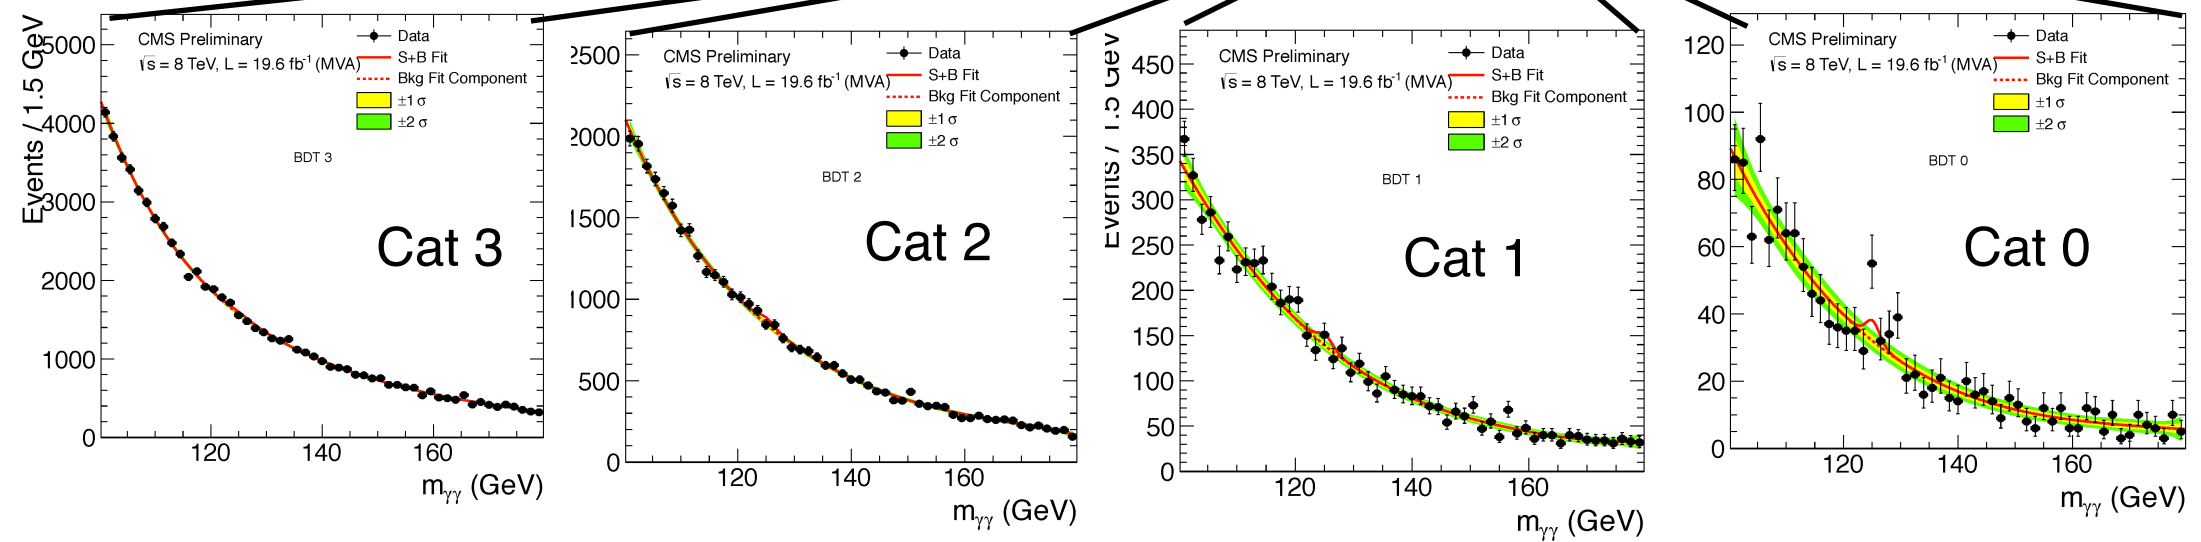 Events / 1.5 GeV
5000
4000
3000
2000
1000
0
CMS Preliminary
√s = 8 TeV, L = 19.6 fb⁻¹ (MVA)
Data
S+B Fit
Bkg Fit Component
±1 σ
±2 σ
BDT 3
Cat 3
120
140
160
mγγ (GeV)
2500
2000
1500
1000
500
0
CMS Preliminary
√s = 8 TeV, L = 19.6 fb⁻¹ (MVA)
Data
S+B Fit
Bkg Fit Component
±1 σ
±2 σ
BDT 2
Cat 2
120
140
160
mγγ (GeV)
Events / 1.5 GeV
450
400
350
300
250
200
150
100
50
0
CMS Preliminary
√s = 8 TeV, L = 19.6 fb⁻¹ (MVA)
Data
S+B Fit
Bkg Fit Component
±1 σ
±2 σ
BDT 1
Cat 1
120
140
160
mγγ (GeV)
120
100
80
60
40
20
0
CMS Preliminary
√s = 8 TeV, L = 19.6 fb⁻¹ (MVA)
Data
S+B Fit
Bkg Fit Component
±1 σ
±2 σ
BDT 0
Cat 0
120
140
160
mγγ (GeV)